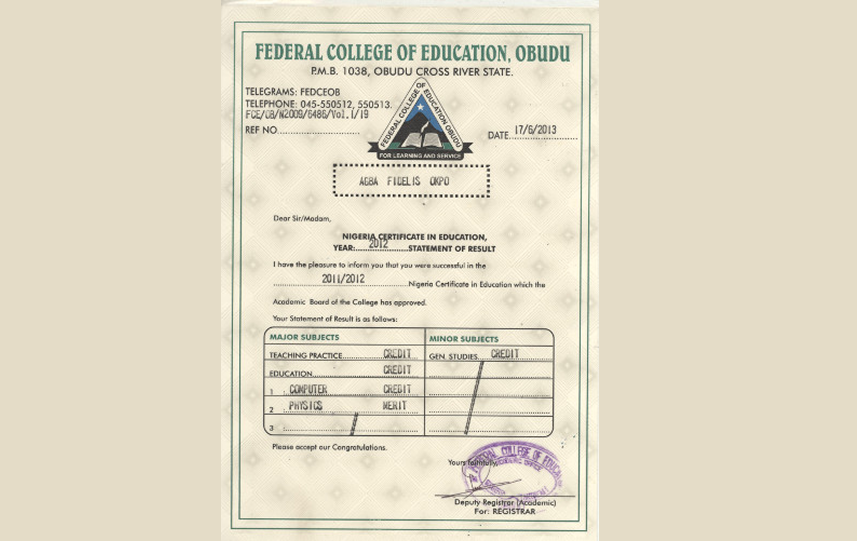 FEDERAL COLLEGE OF EDUCATION, OBUDU
P.M.B. 1038, OBUDU CROSS RIVER STATE.
TELEGRAMS: FEDCEOB
TELEPHONE: 045-550512, 550513.
FCE/OB/N2009/6486/Vol.I/19
REF NO
DATE 17/6/2013
FEDERAL COLLEGE OF EDUCATION OBUDU
FOR LEARNING AND SERVICE
AGBA FIDELIS OKPO
Dear Sir/Madam,
NIGERIA CERTIFICATE IN EDUCATION,
YEAR: 2012 STATEMENT OF RESULT
I have the pleasure to inform you that you were successful in the
2011/2012 Nigeria Certificate in Education which the
Academic Board of the College has approved.
Your Statement of Result is as follows:
MAJOR SUBJECTS MINOR SUBJECTS
TEACHING PRACTICE CREDIT GEN. STUDIES CREDIT
EDUCATION CREDIT
1 COMPUTER CREDIT
2 PHYSICS MERIT
3
Please accept our Congratulations.
Yours faithfully,
FEDERAL COLLEGE OF
Deputy Registrar (Academic)
For: REGISTRAR